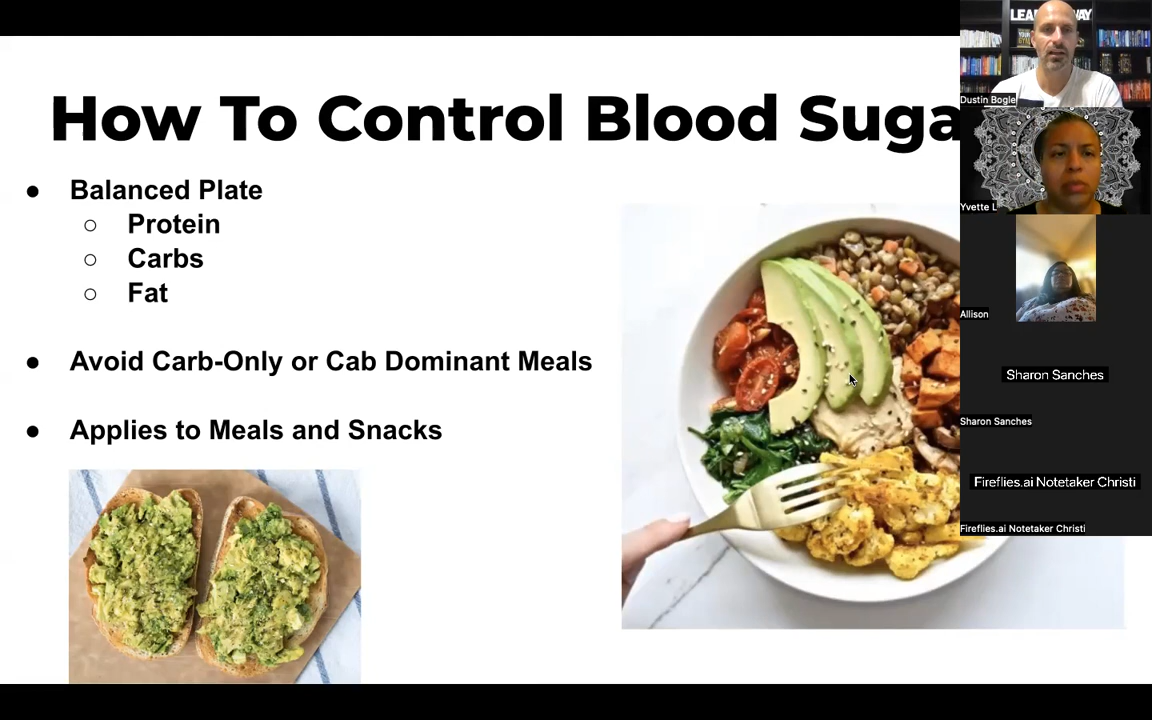 How To Control Blood Suga
● Balanced Plate
○ Protein
○ Carbs
○ Fat
● Avoid Carb-Only or Cab Dominant Meals
● Applies to Meals and Snacks
Dustin Bogle
Yvette L
Allison
Sharon Sanches
Sharon Sanches
Fireflies.ai Notetaker Christi
Fireflies.ai Notetaker Christi